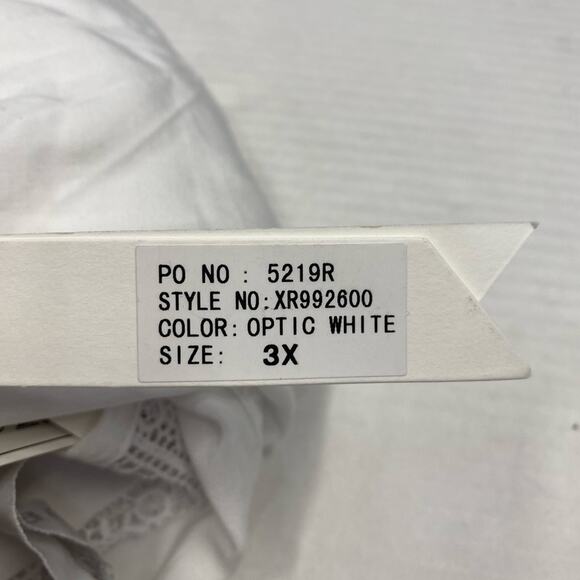 PO NO : 5219R
STYLE NO:XR992600
COLOR: OPTIC WHITE
SIZE: 3X